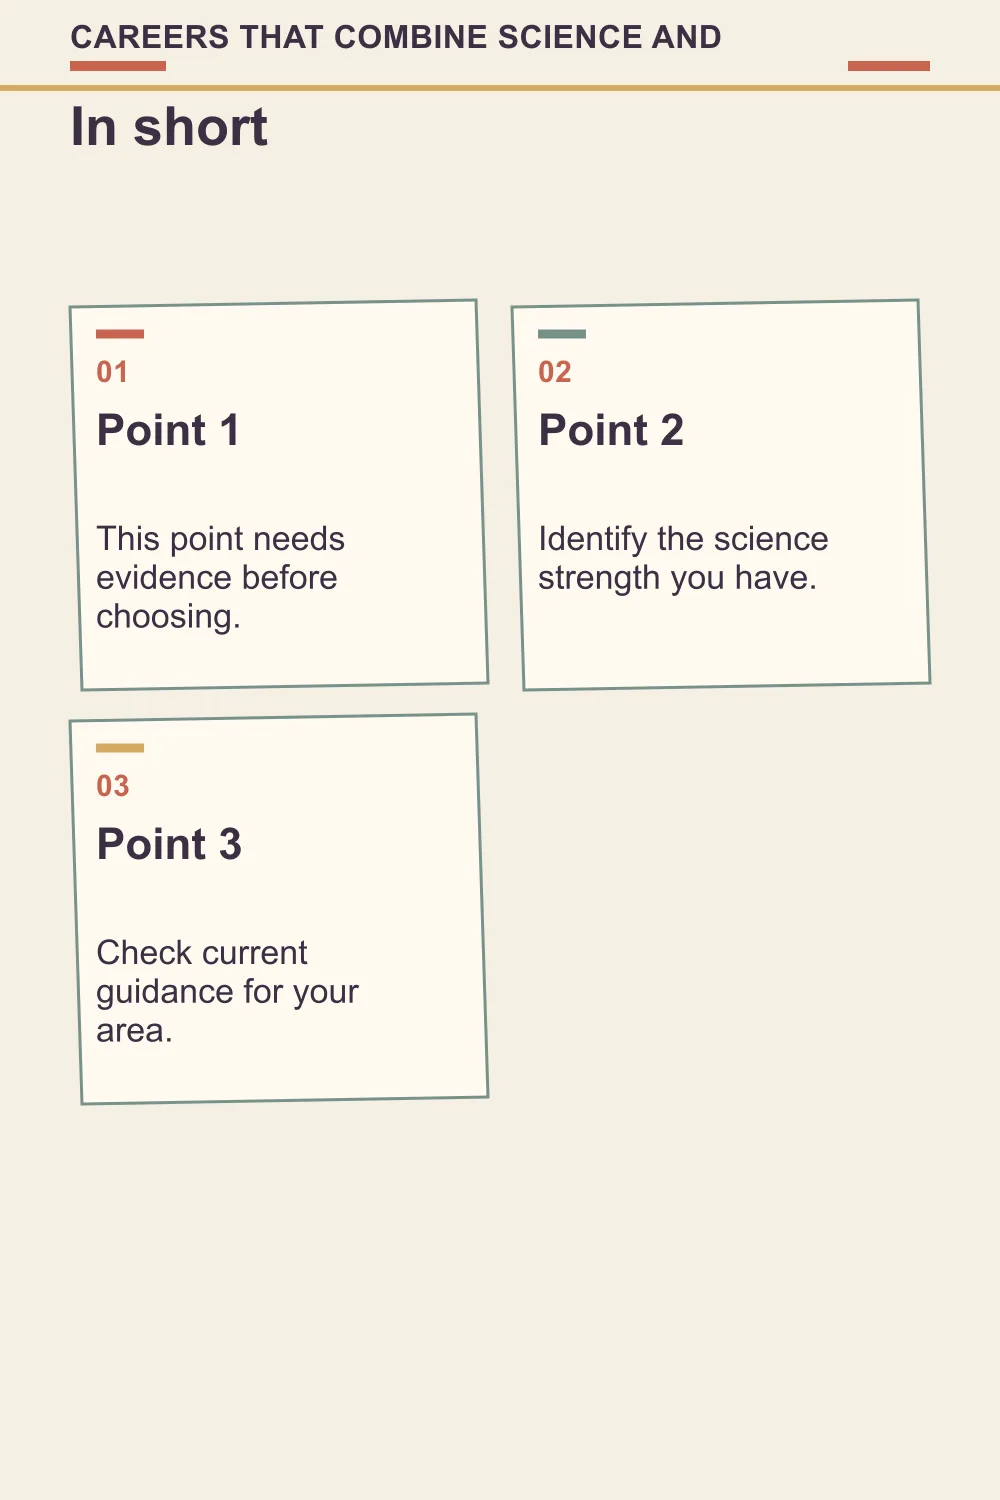 CAREERS THAT COMBINE SCIENCE AND
In short
01
Point 1
This point needs
evidence before
choosing.
02
Point 2
Identify the science
strength you have.
03
Point 3
Check current
guidance for your
area.